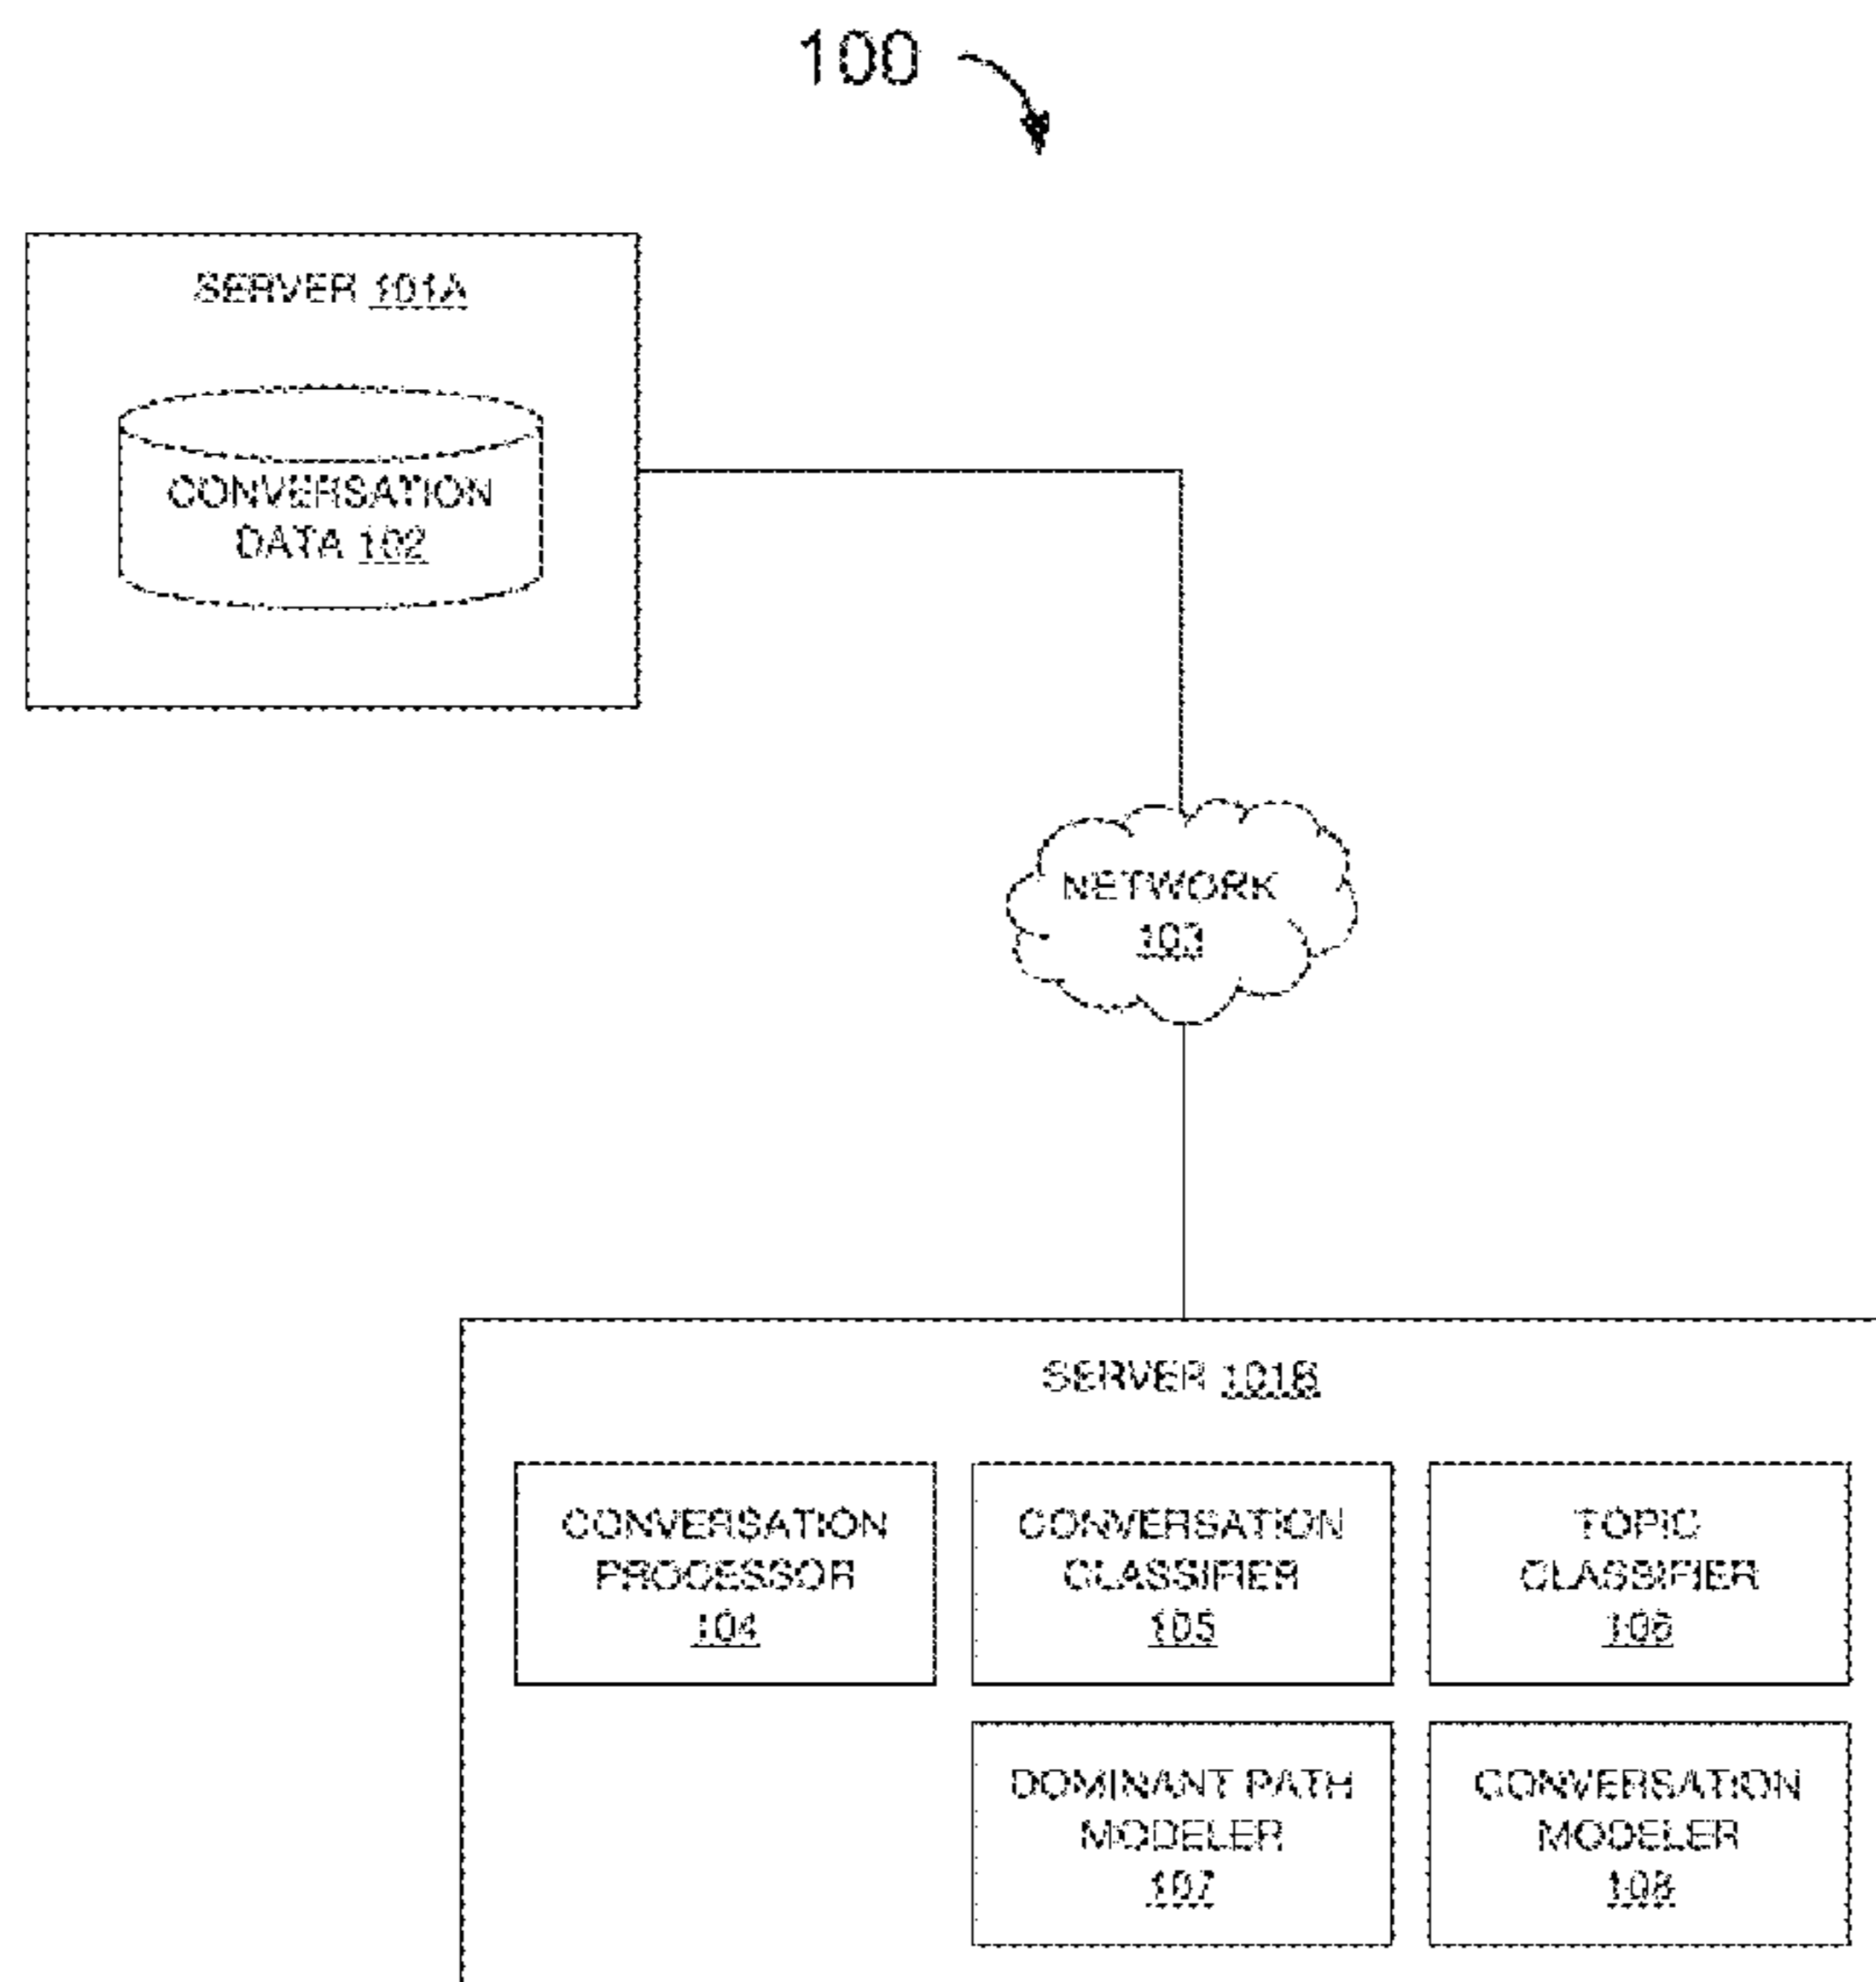 100
SERVER 101A
CONVERSATION
DATA 102
NETWORK
103
SERVER 101B
CONVERSATION
PROCESSOR
104
CONVERSATION
CLASSIFIER
105
TOPIC
CLASSIFIER
106
DOMINANT PATH
MODELER
107
CONVERSATION
MODELER
108